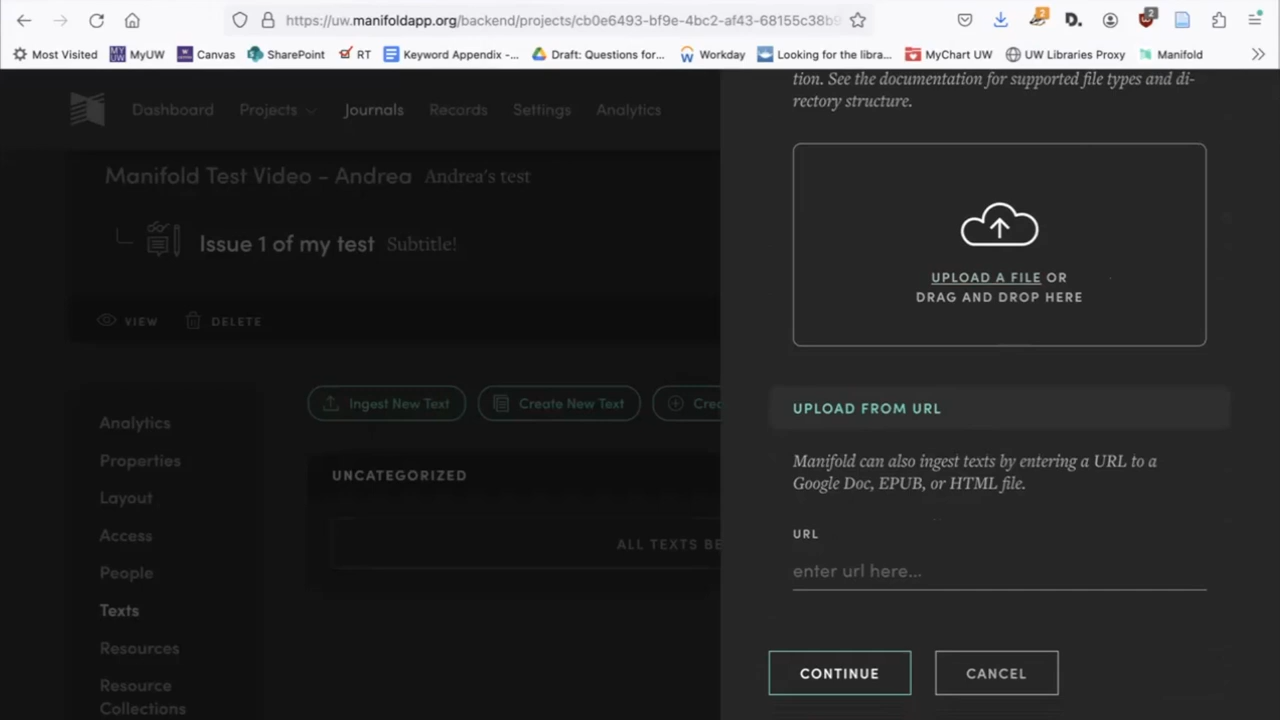 https://uw.manifoldapp.org/backend/projects/cb0e6493-bf9e-4bc2-af43-68155c38b9
2
D.
2
Most Visited
MyUW
Canvas
SharePoint
RT
Keyword Appendix -...
Draft: Questions for...
Workday
Looking for the libra...
MyChart UW
UW Libraries Proxy
Manifold
Dashboard
Projects
Journals
Records
Settings
Analytics
Manifold Test Video – Andrea Andrea's test
Issue 1 of my test Subtitle!
VIEW
DELETE
Analytics
Properties
Layout
Access
People
Texts
Resources
Resource
Collections
Ingest New Text
Create New Text
Crea
UNCATEGORIZED
ALL TEXTS BE
tion. See the documentation for supported file types and di-
rectory structure.
UPLOAD A FILE OR
DRAG AND DROP HERE
UPLOAD FROM URL
Manifold can also ingest texts by entering a URL to a
Google Doc, EPUB, or HTML file.
URL
enter url here...
CONTINUE
CANCEL